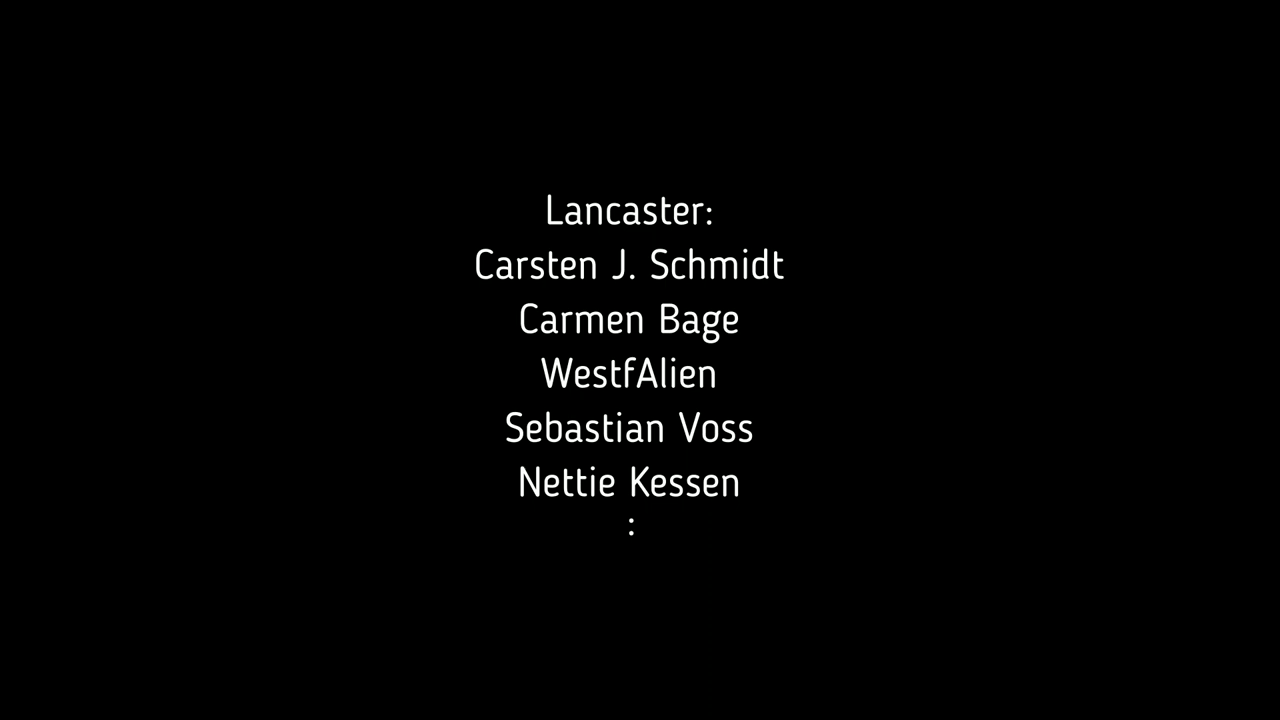 Lancaster:
Carsten J. Schmidt
Carmen Bage
WestfAlien
Sebastian Voss
Nettie Kessen
: